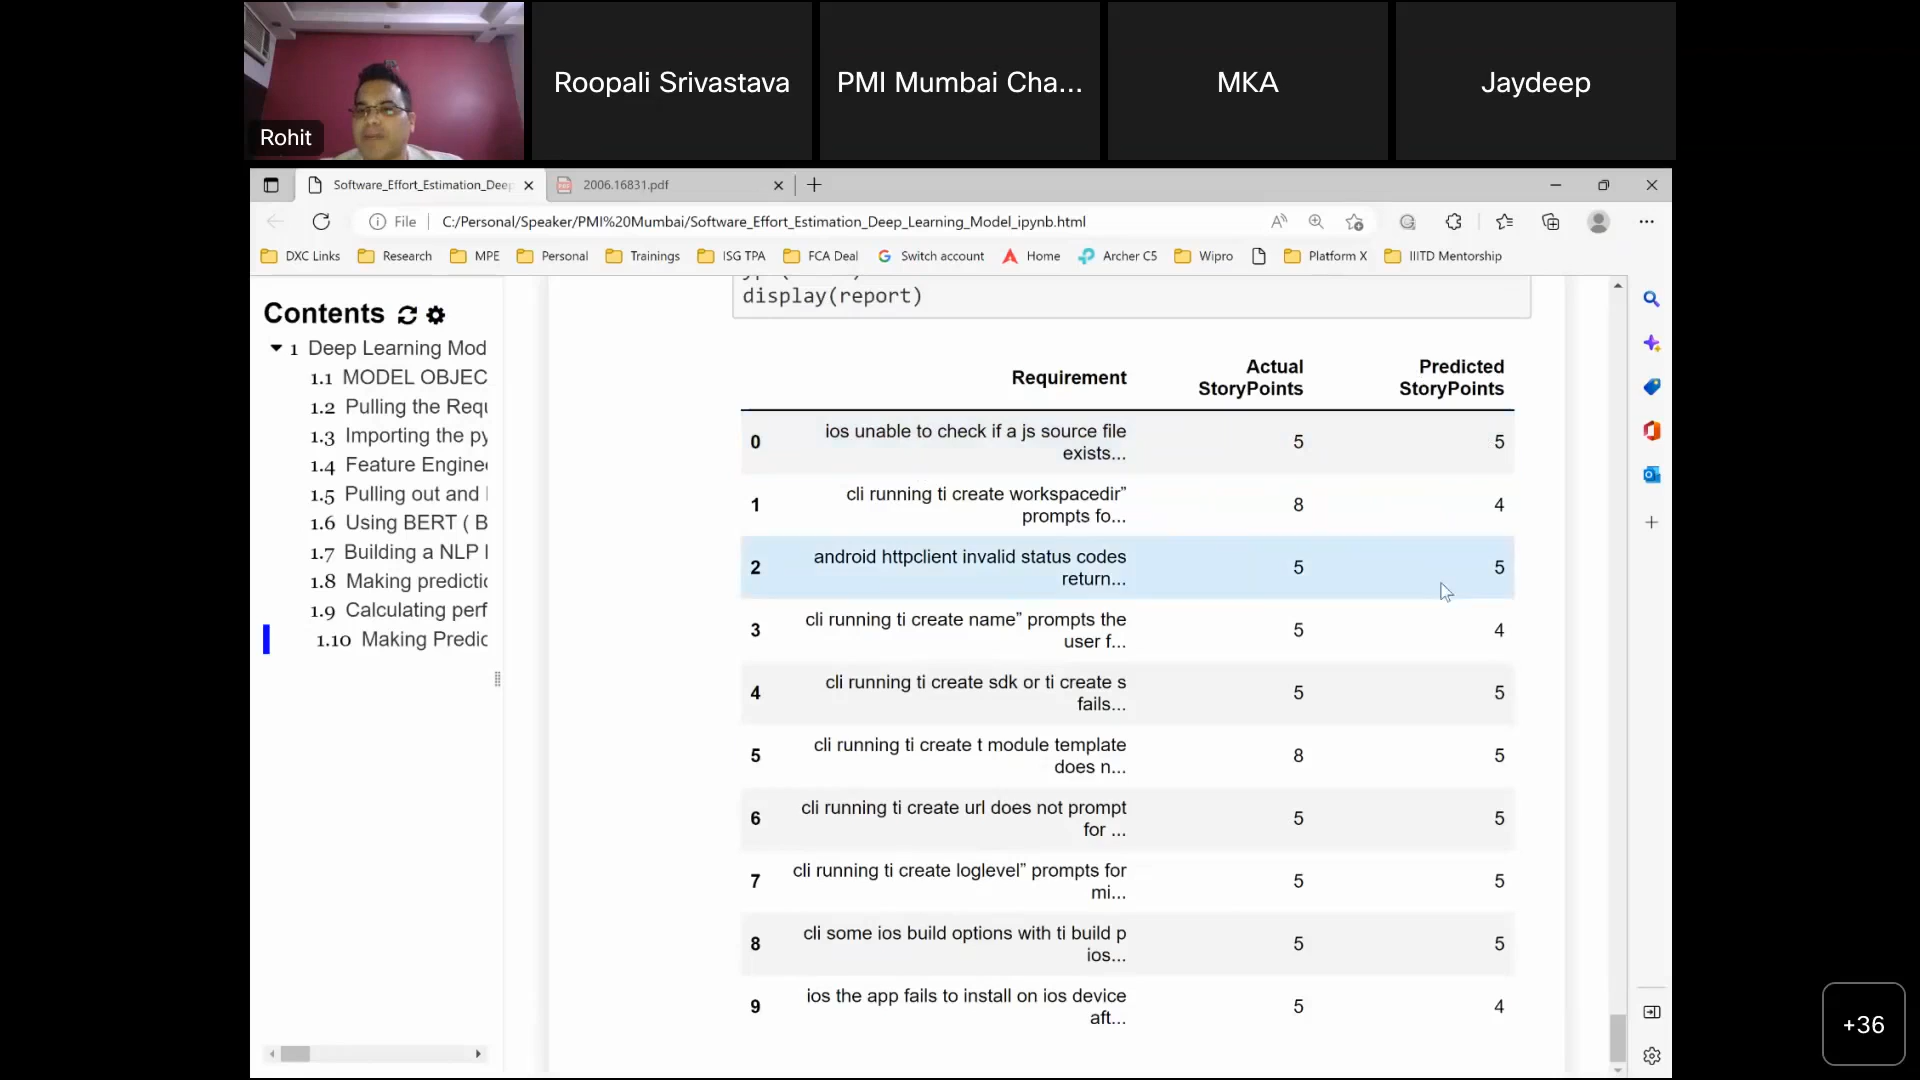 Rohit
Roopali Srivastava
PMI Mumbai Cha...
MKA
Jaydeep
Software_Effort_Estimation_Deep
2006.16831.pdf
File
C:/Personal/Speaker/PMI%20Mumbai/Software_Effort_Estimation_Deep_Learning_Model_ipynb.html
DXC Links
Research
MPE
Personal
Trainings
ISG TPA
FCA Deal
Switch account
Home
Archer C5
Wipro
Platform X
IIITD Mentorship
Contents
1 Deep Learning Mod
1.1 MODEL OBJEC
1.2 Pulling the Requ
1.3 Importing the py
1.4 Feature Engine
1.5 Pulling out and
1.6 Using BERT ( B
1.7 Building a NLP
1.8 Making predictio
1.9 Calculating perf
1.10 Making Predic
display(report)
Requirement
Actual
StoryPoints
Predicted
StoryPoints
0 ios unable to check if a js source file
exists... 5 5
1 cli running ti create workspacedir” 
prompts fo... 8 4
2 android httpclient invalid status codes
return... 5 5
3 cli running ti create name” prompts the
user f... 5 4
4 cli running ti create sdk or ti create s
fails... 5 5
5 cli running ti create t module template
does n... 8 5
6 cli running ti create url does not prompt
for ... 5 5
7 cli running ti create loglevel” prompts for
mi... 5 5
8 cli some ios build options with ti build p
ios... 5 5
9 ios the app fails to install on ios device
aft... 5 4
+36